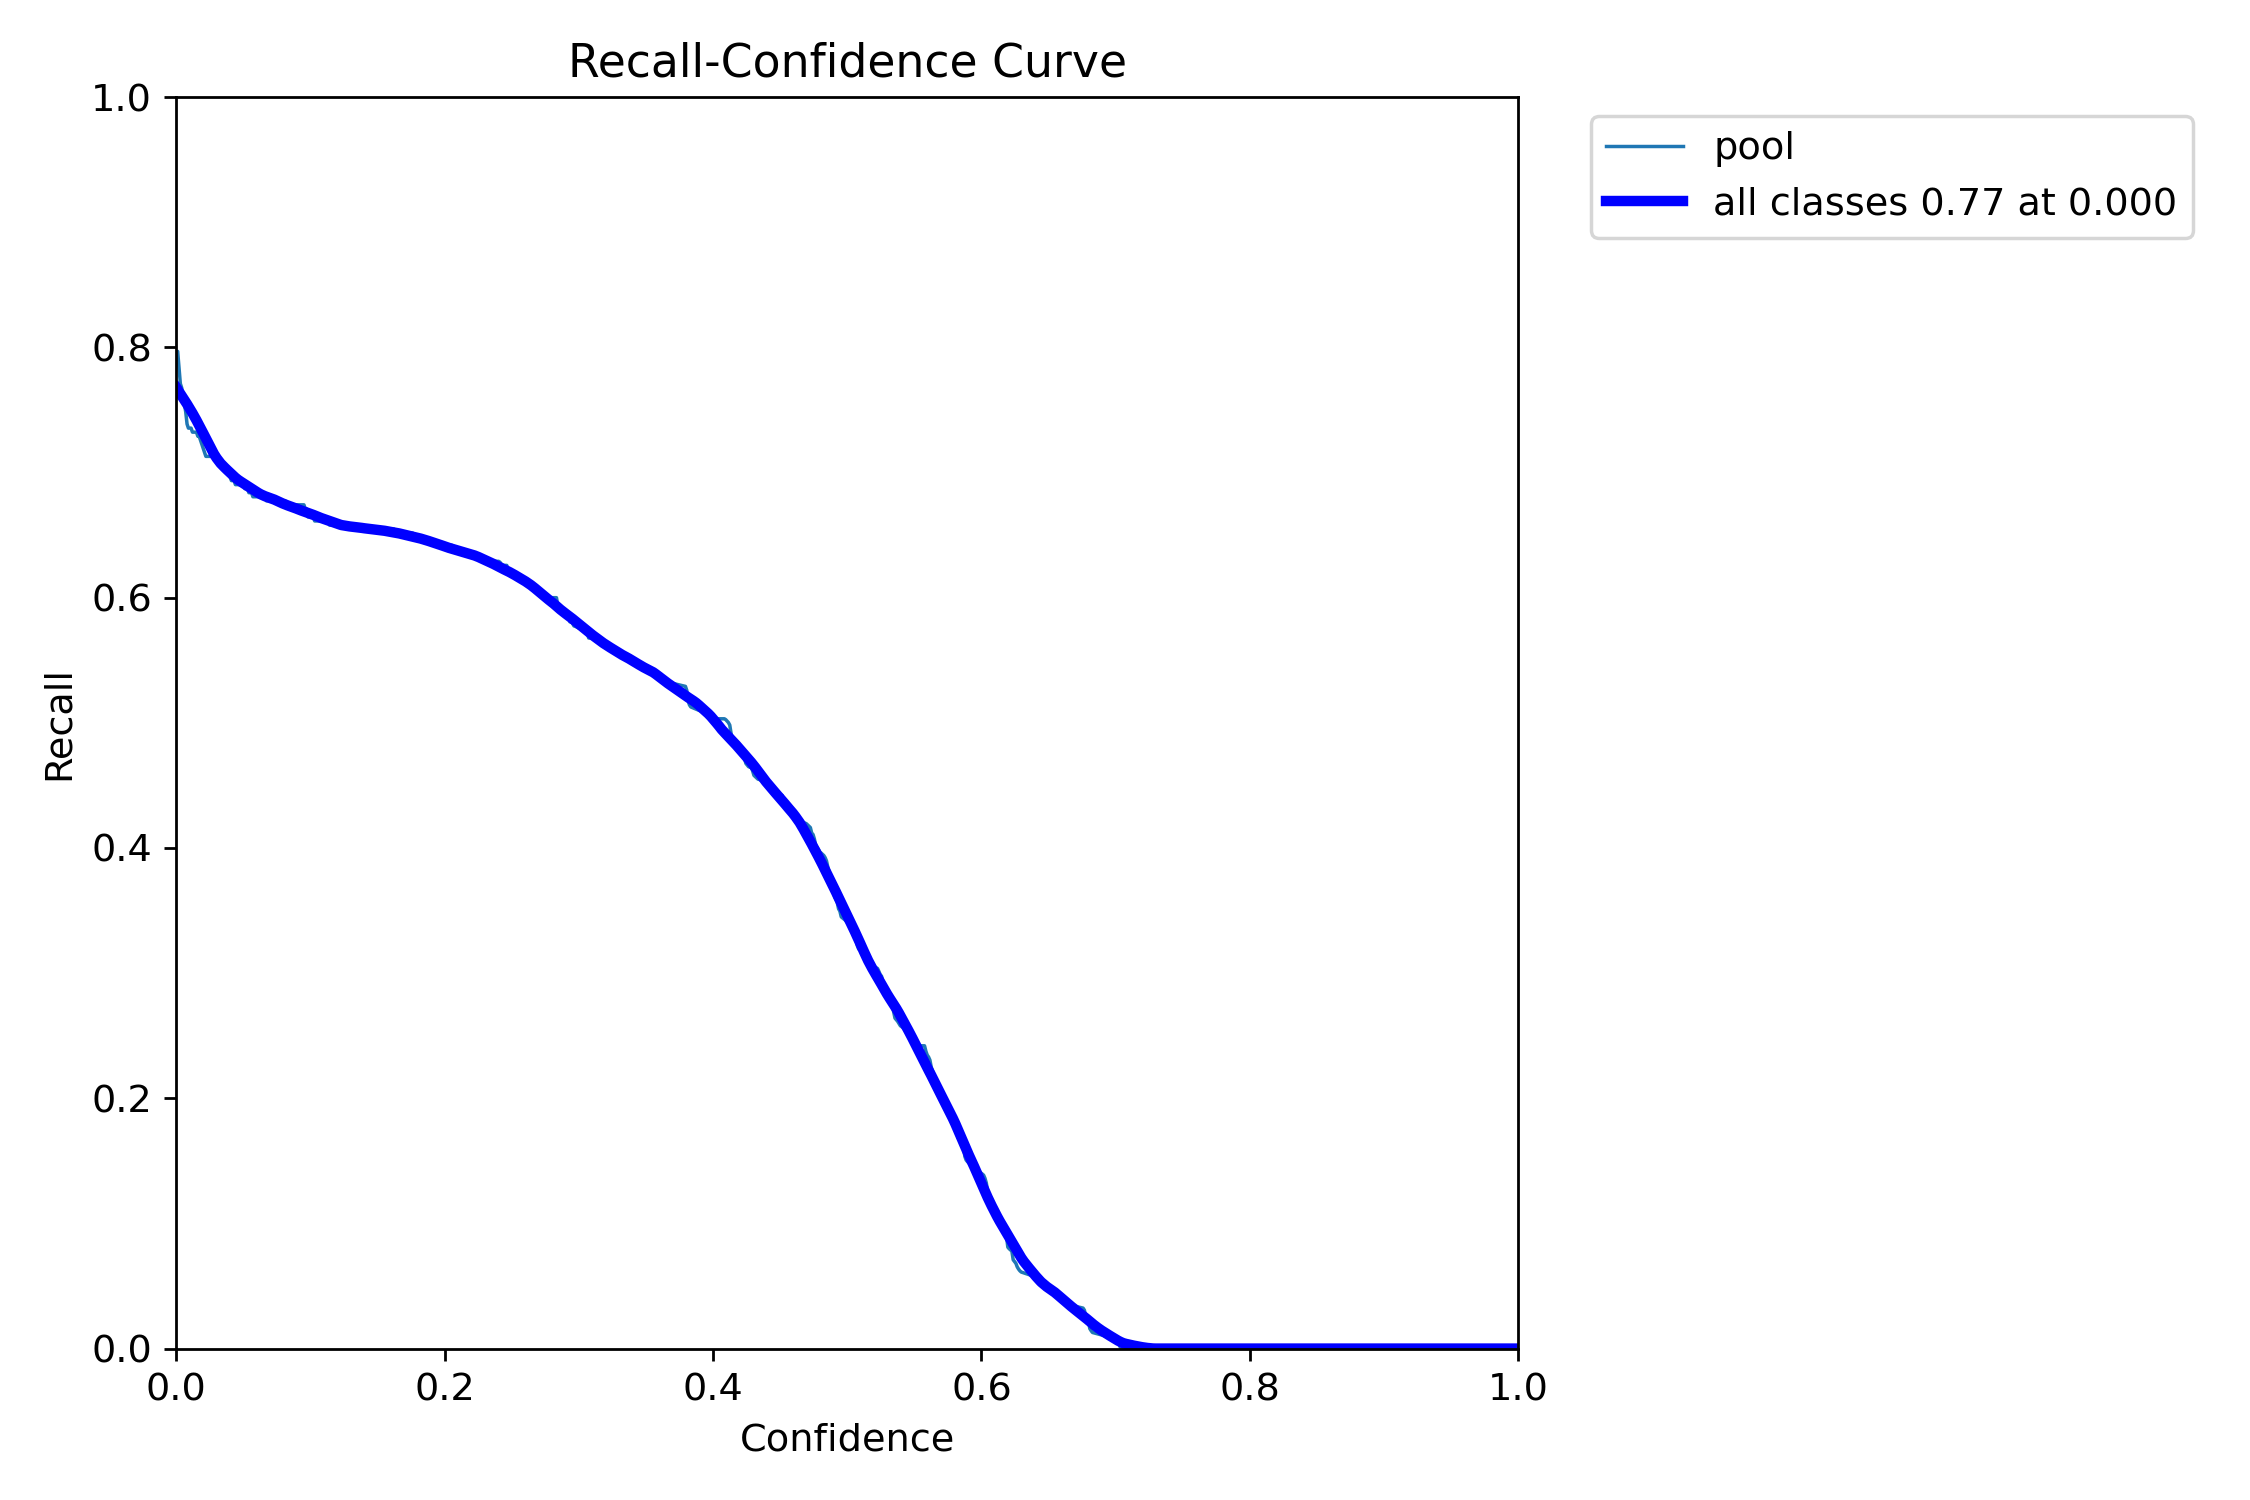 Recall-Confidence Curve
1.0
0.8
0.6
0.4
0.2
0.0
Recall
0.0 0.2 0.4 0.6 0.8 1.0
Confidence
pool
all classes 0.77 at 0.000